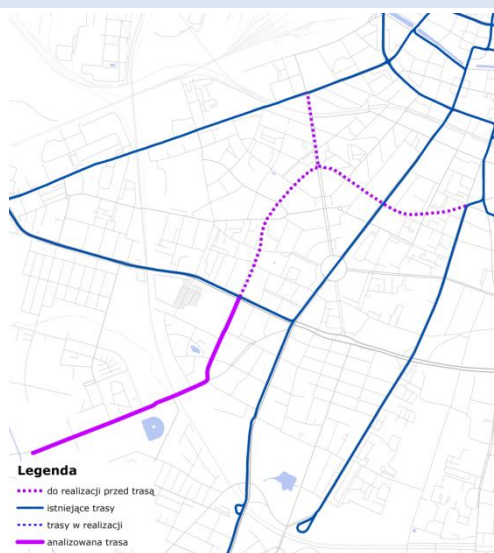 Legenda
do realizacji przed trasą
istniejące trasy
trasy w realizacji
analizowana trasa